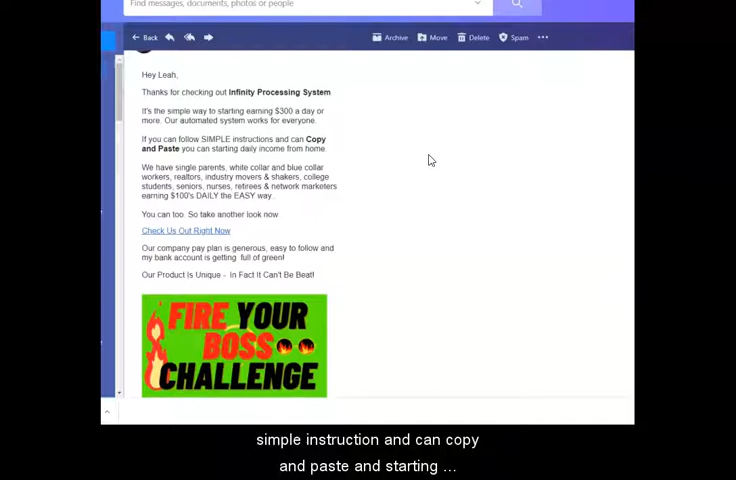 Find messages, documents, photos or people
Back Archive Move Delete Spam
Hey Leah,
Thanks for checking out Infinity Processing System
It's the simple way to starting earning $300 a day or
more. Our automated system works for everyone.
If you can follow SIMPLE instructions and can Copy
and Paste you can starting daily income from home.
We have single parents, white collar and blue collar
workers, realtors, industry movers & shakers, college
students, seniors, nurses, retirees & network marketers
earning $100's DAILY the EASY way.
You can too. So take another look now
Check Us Out Right Now
Our company pay plan is generous, easy to follow and
my bank account is getting full of green!
Our Product Is Unique - In Fact It Can't Be Beat!
FIRE YOUR
BOSS
CHALLENGE
simple instruction and can copy
and paste and starting ...